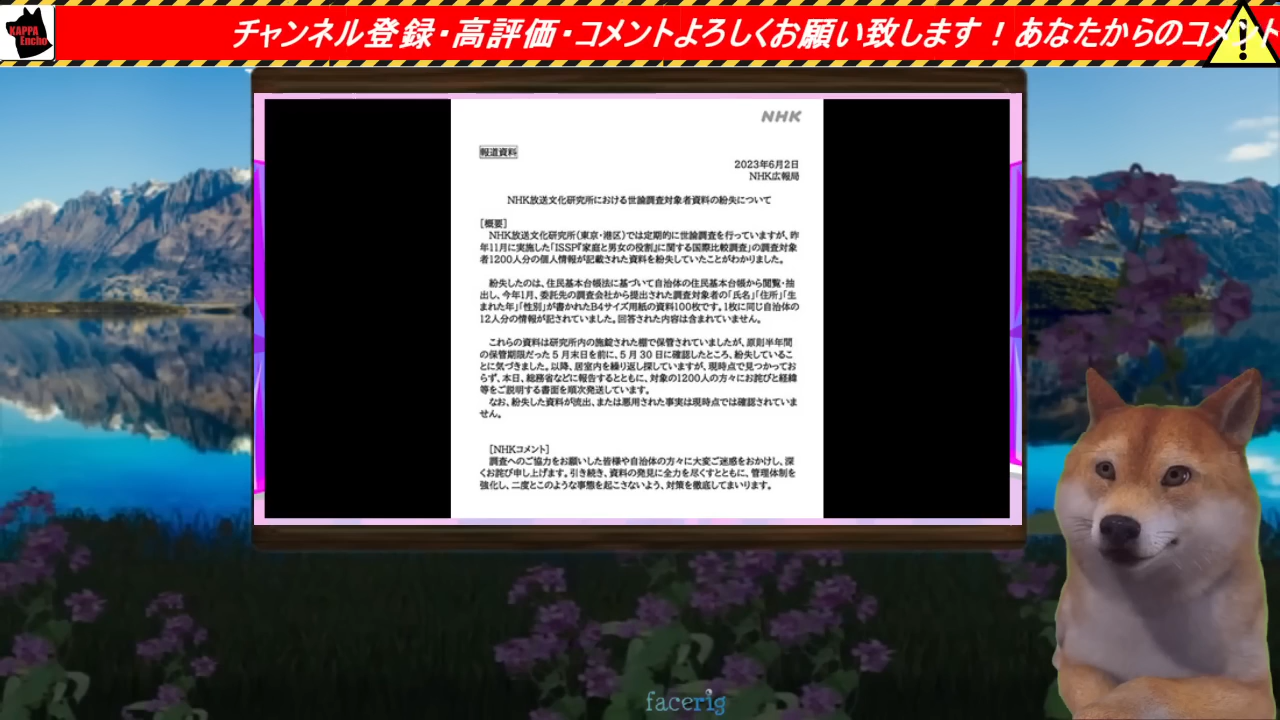 チャンネル登録・高評価・コメントよろしくお願い致します！あなたからのコメント
KAPPA
Encho
NHK
報道資料
2023年6月2日
NHK広報局
NHK放送文化研究所における世論調査対象者資料の紛失について
［概要］
NHK放送文化研究所（東京・港区）では定期的に世論調査を行っていますが、昨
年11月に実施した「ISSP『家庭と男女の役割』に関する国際比較調査」の調査対象
者1200人分の個人情報が記載された資料を紛失していたことがわかりました。
紛失したのは、住民基本台帳法に基づいて自治体の住民基本台帳から閲覧・抽
出し、今年1月、委託先の調査会社から提出された調査対象者の「氏名」「住所」「生
まれた年」「性別」が書かれたB4サイズ用紙の資料100枚です。1枚に同じ自治体の
12人分の情報が記されていました。回答された内容は含まれていません。
これらの資料は研究所内の施錠された棚で保管されていましたが、原則半年間
の保管期限だった５月末日を前に、５月 30 日に確認したところ、紛失しているこ
とに気づきました。以降、居室内を繰り返し探していますが、現時点で見つかってお
らず、本日、総務省などに報告するとともに、対象の1200人の方々にお詫びと経緯
等をご説明する書面を順次発送しています。
なお、紛失した資料が流出、または悪用された事実は現時点では確認されていま
せん。
［NHKコメント］
調査へのご協力をお願いした皆様や自治体の方々に大変ご迷惑をおかけし、深
くお詫び申し上げます。引き続き、資料の発見に全力を尽くすとともに、管理体制を
強化し、二度とこのような事態を起こさないよう、対策を徹底してまいります。
facerig